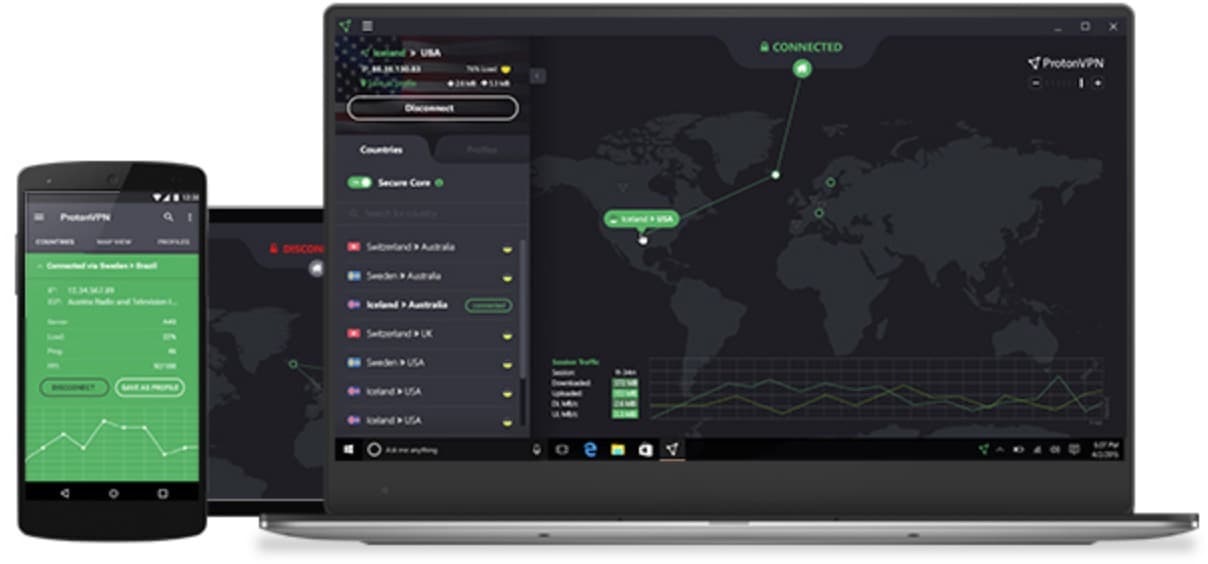 12:30
ProtonVPN
COUNTRIES MAP VIEW PROFILES
Connected via Sweden > Brazil
IP: 12.34.567.89
ISP: Austria Radio and Television I...
Server
Load
Ping
DISCONNECT SAVE AS PROFILE
DISCON
Iceland » USA
76% Load
Disconnect
Countries Profiles
Secure Core
Search for country
Switzerland » Australia
Sweden » Australia
Iceland » Australia connected
Switzerland » UK
Sweden » USA
Iceland » USA
Iceland » USA
CONNECTED
ProtonVPN
Iceland » USA
Session Traffic
Session:
Downloaded:
Uploaded:
DL Mb/s:
UL Mb/s:
Ask me anything